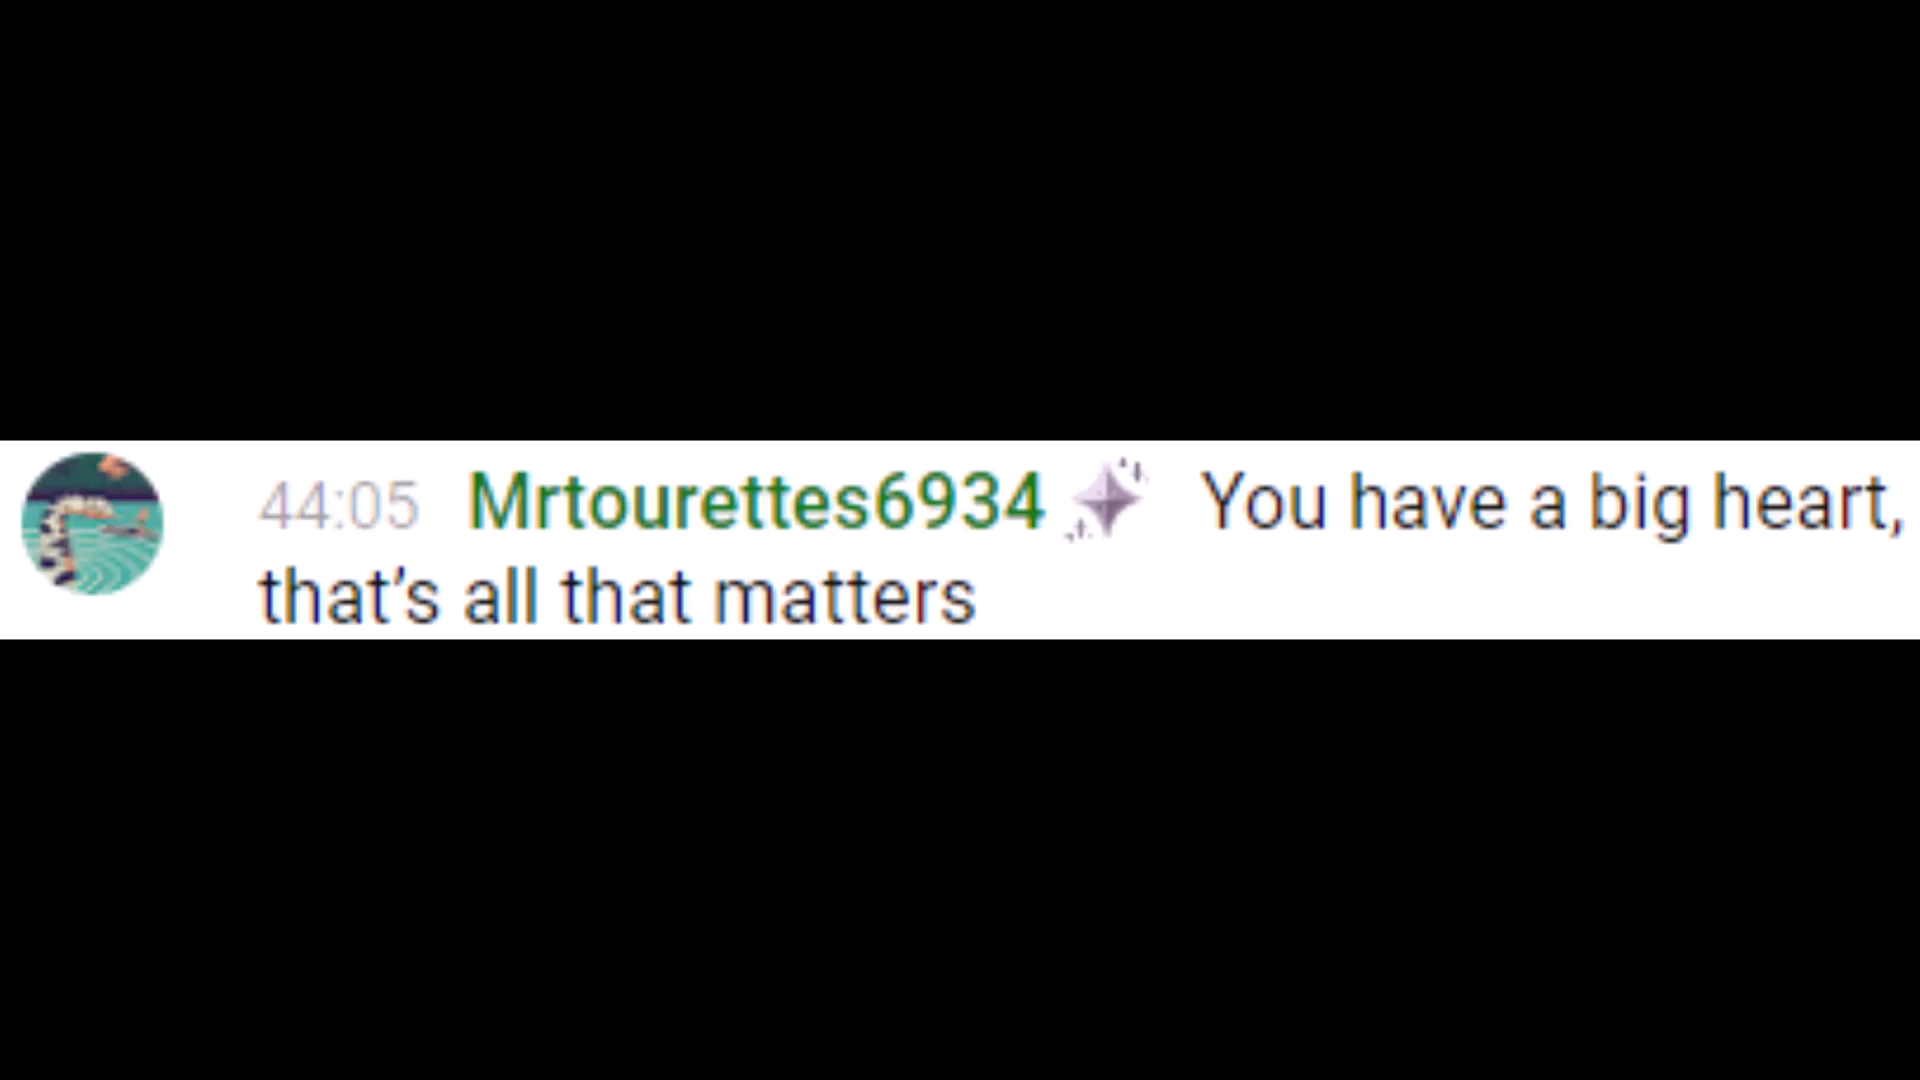 44:05 Mrtourettes6934 You have a big heart,
that's all that matters